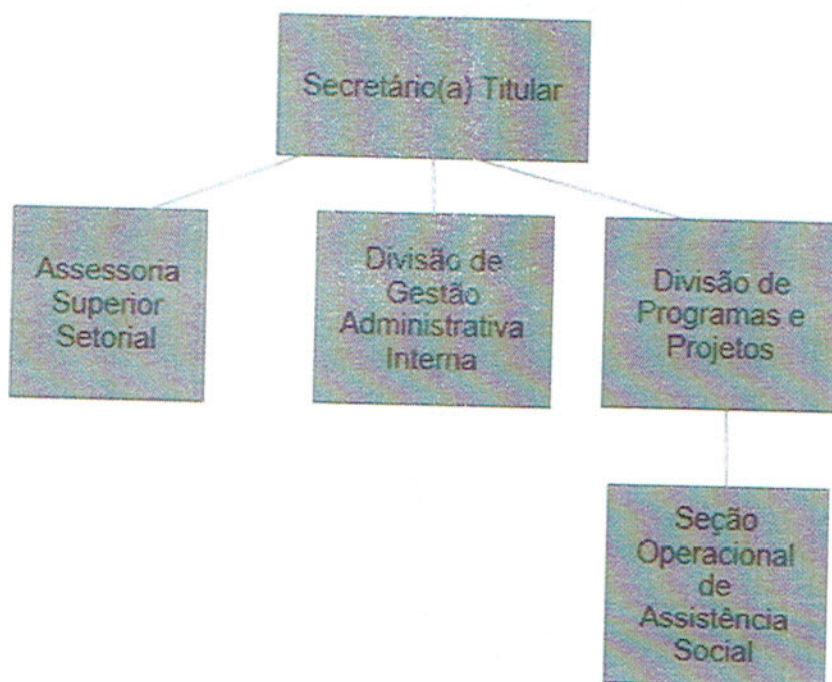 Secretário(a) Titular
Assessoria
Superior
Setorial
Divisão de
Gestão
Administrativa
Interna
Divisão de
Programas e
Projetos
Seção
Operacional
de
Assistência
Social